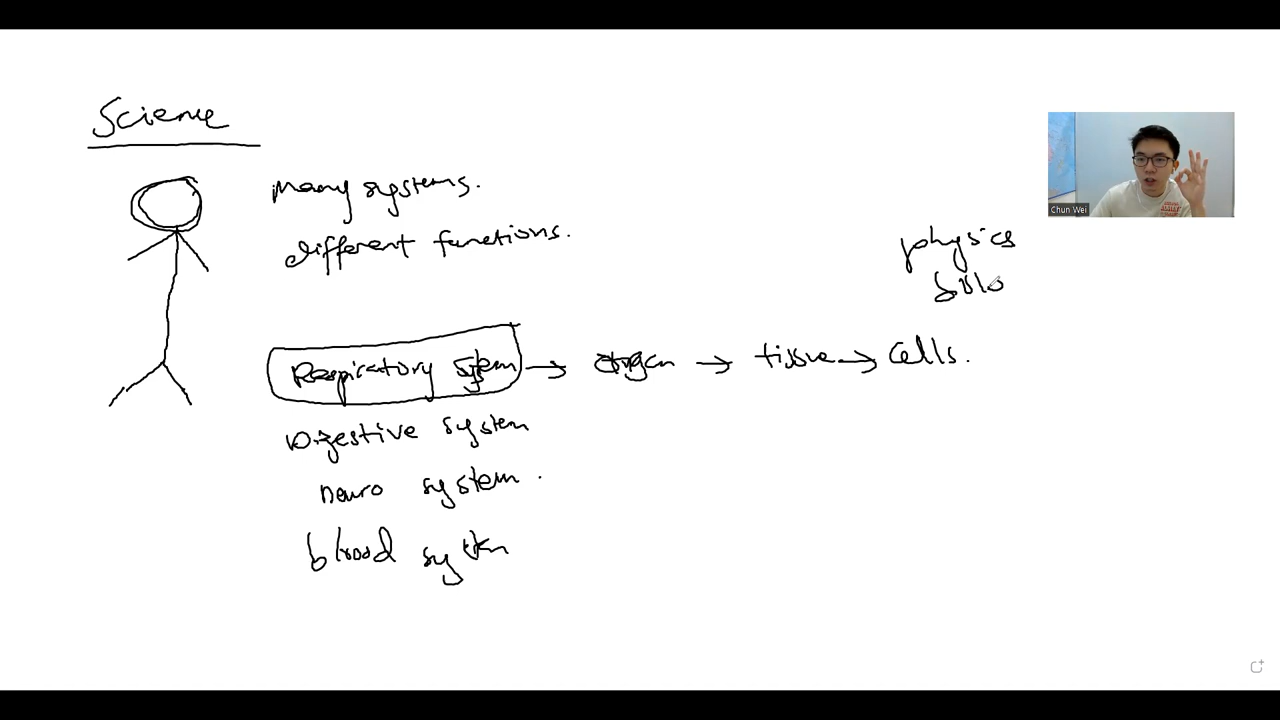 Science
many systems.
different functions.
Chun Wei
physics
biolo
Respiratory system → organ → tissue → cells.
Digestive system
neuro system.
blood system